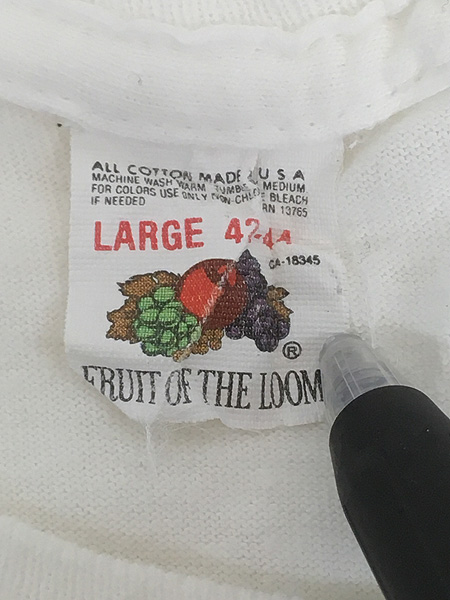 ALL COTTON MADE U S A
MACHINE WASH WARM TUMBLE MEDIUM
FOR COLORS USE ONLY NON-CHLO BLEACH
IF NEEDED RN 13765
LARGE 42-44
CA-18345
®
FRUIT OF THE LOOM